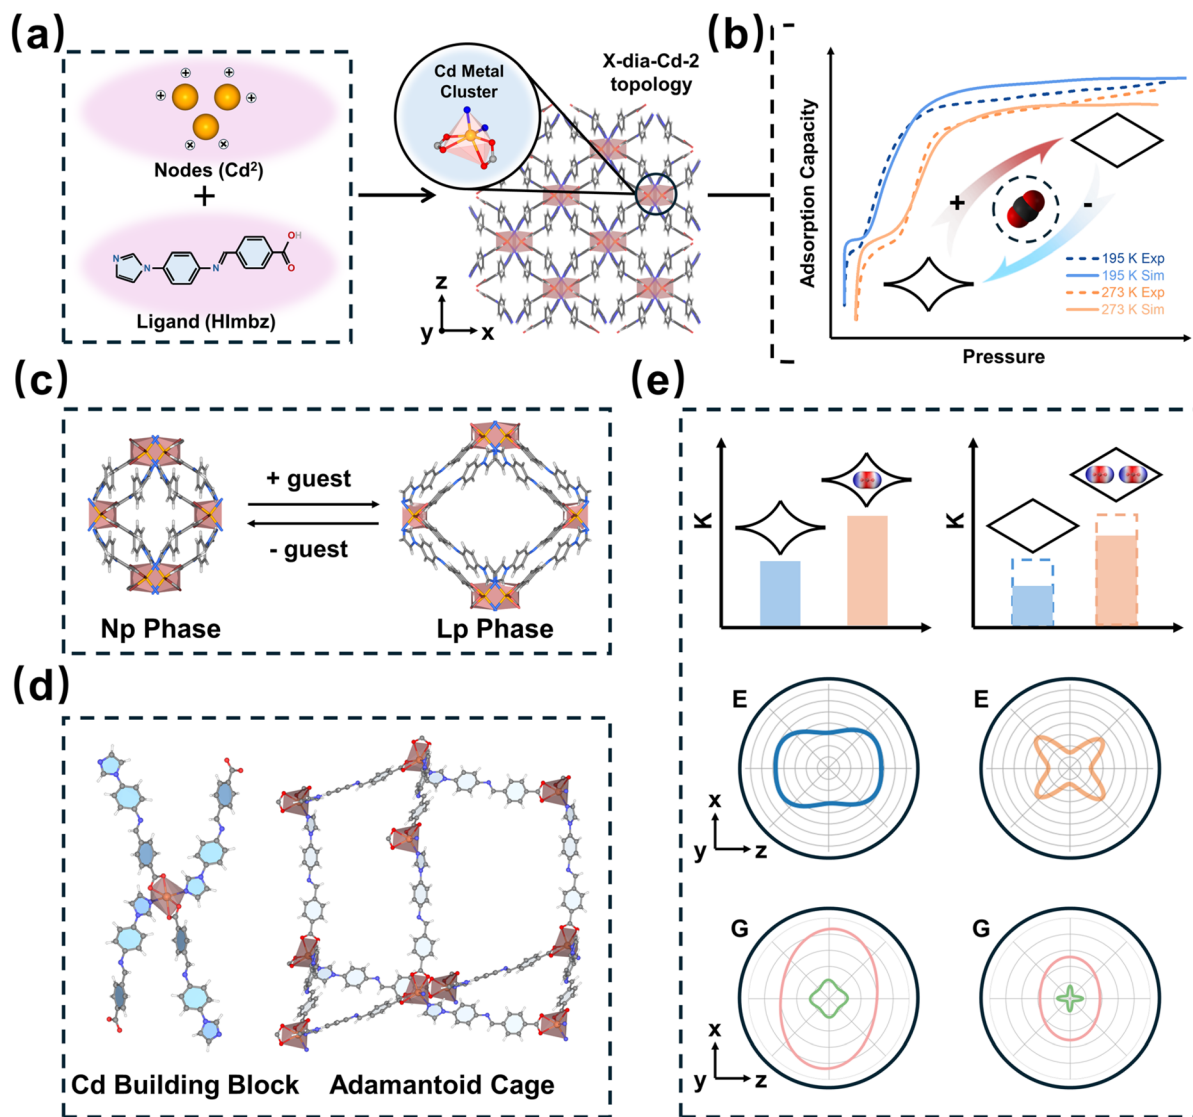 (a)
Nodes (Cd²)
+
N
N
N
OH
O
Ligand (HImbz)
Cd Metal
Cluster
X-dia-Cd-2
topology
z
y
x
(b)
Adsorption Capacity
+
-
195 K Exp
195 K Sim
273 K Exp
273 K Sim
Pressure
(c)
+ guest
- guest
Np Phase
Lp Phase
(d)
Cd Building Block
Adamantoid Cage
(e)
K
K
E
E
x
y
z
G
G
x
y
z